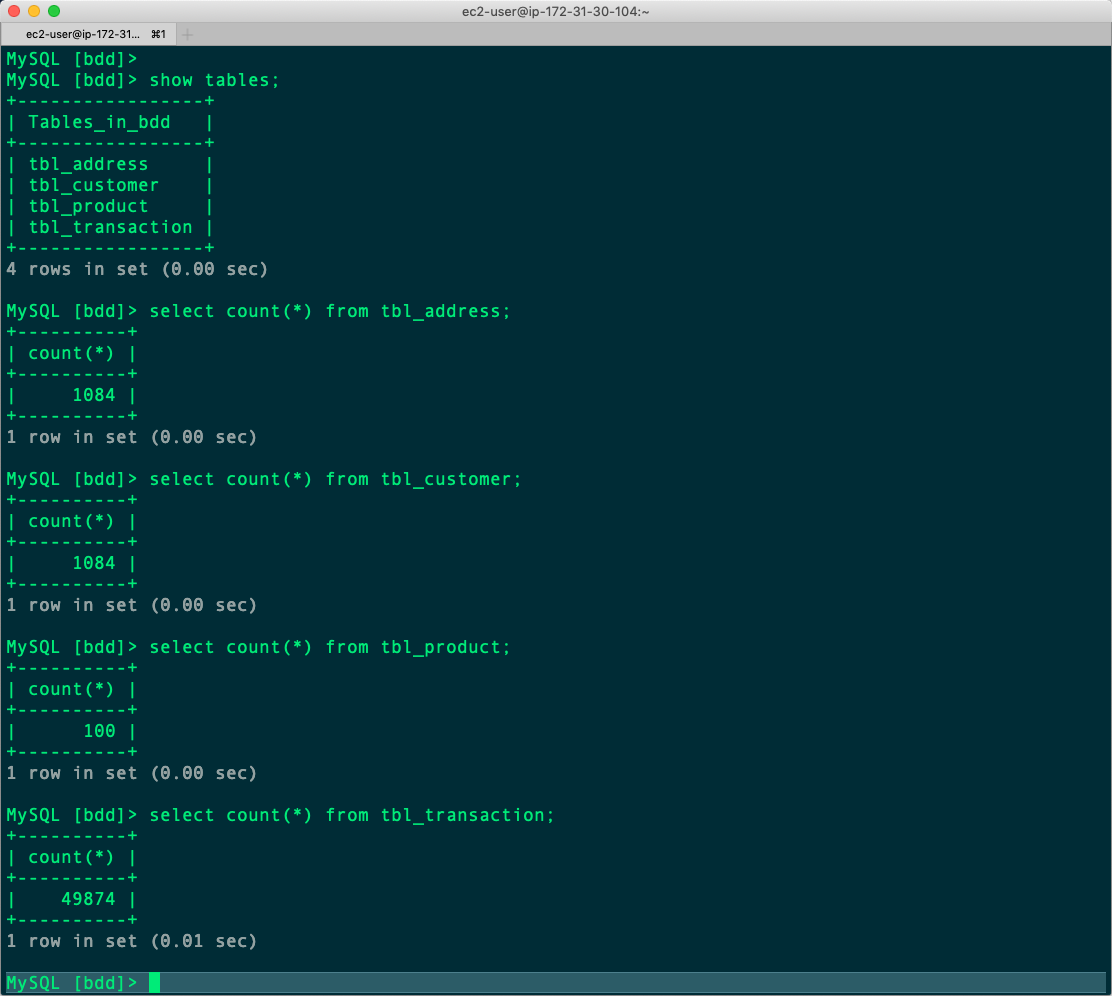 ec2-user@ip-172-31-30-104:~
ec2-user@ip-172-31... ⌘1 +
MySQL [bdd]>
MySQL [bdd]> show tables;
+-----------------+
| Tables_in_bdd   |
+-----------------+
| tbl_address     |
| tbl_customer    |
| tbl_product     |
| tbl_transaction |
+-----------------+
4 rows in set (0.00 sec)

MySQL [bdd]> select count(*) from tbl_address;
+----------+
| count(*) |
+----------+
|     1084 |
+----------+
1 row in set (0.00 sec)

MySQL [bdd]> select count(*) from tbl_customer;
+----------+
| count(*) |
+----------+
|     1084 |
+----------+
1 row in set (0.00 sec)

MySQL [bdd]> select count(*) from tbl_product;
+----------+
| count(*) |
+----------+
|      100 |
+----------+
1 row in set (0.00 sec)

MySQL [bdd]> select count(*) from tbl_transaction;
+----------+
| count(*) |
+----------+
|    49874 |
+----------+
1 row in set (0.01 sec)

MySQL [bdd]>